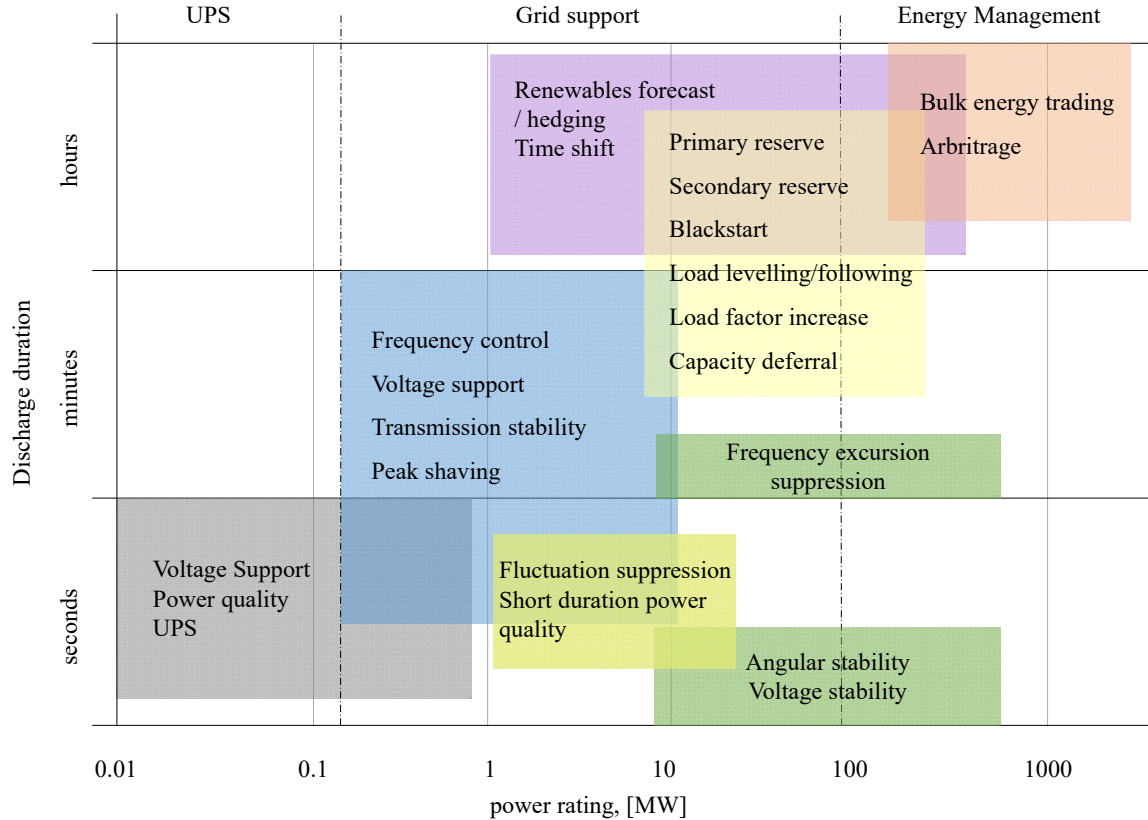 UPS
Grid support
Energy Management
Discharge duration
hours
minutes
seconds
Renewables forecast
/ hedging
Time shift
Bulk energy trading
Arbritrage
Primary reserve
Secondary reserve
Blackstart
Load levelling/following
Load factor increase
Capacity deferral
Frequency control
Voltage support
Transmission stability
Peak shaving
Frequency excursion
suppression
Voltage Support
Power quality
UPS
Fluctuation suppression
Short duration power
quality
Angular stability
Voltage stability
0.01
0.1
1
10
100
1000
power rating, [MW]